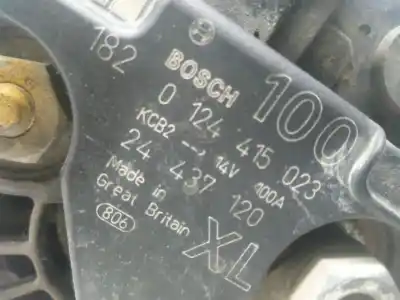 182
BOSCH
100
0 124 415 023
KCB2 14V 100A
24 437 120
Made in
Great Britain
XL
806